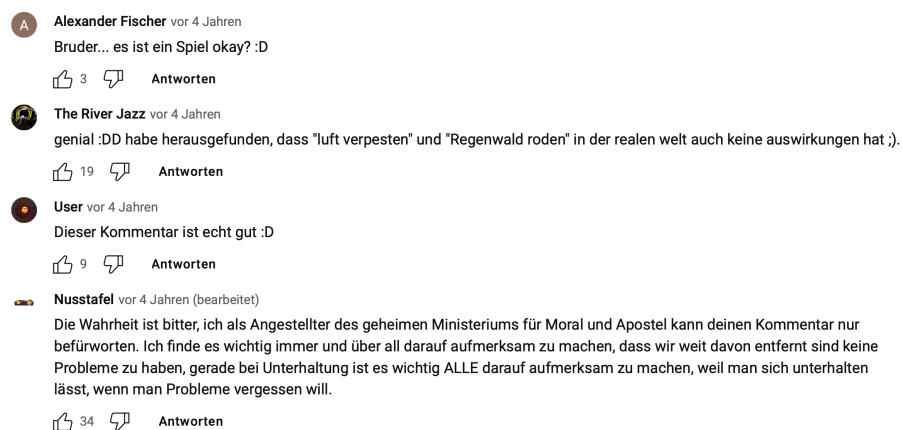 A
Alexander Fischer vor 4 Jahren
Bruder... es ist ein Spiel okay? :D
3 Antworten
The River Jazz vor 4 Jahren
genial :DD habe herausgefunden, dass "luft verpesten" und "Regenwald roden" in der realen welt auch keine auswirkungen hat ;).
19 Antworten
User vor 4 Jahren
Dieser Kommentar ist echt gut :D
9 Antworten
Nusstafel vor 4 Jahren (bearbeitet)
Die Wahrheit ist bitter, ich als Angestellter des geheimen Ministeriums für Moral und Apostel kann deinen Kommentar nur
befürworten. Ich finde es wichtig immer und über all darauf aufmerksam zu machen, dass wir weit davon entfernt sind keine
Probleme zu haben, gerade bei Unterhaltung ist es wichtig ALLE darauf aufmerksam zu machen, weil man sich unterhalten
lässt, wenn man Probleme vergessen will.
34 Antworten